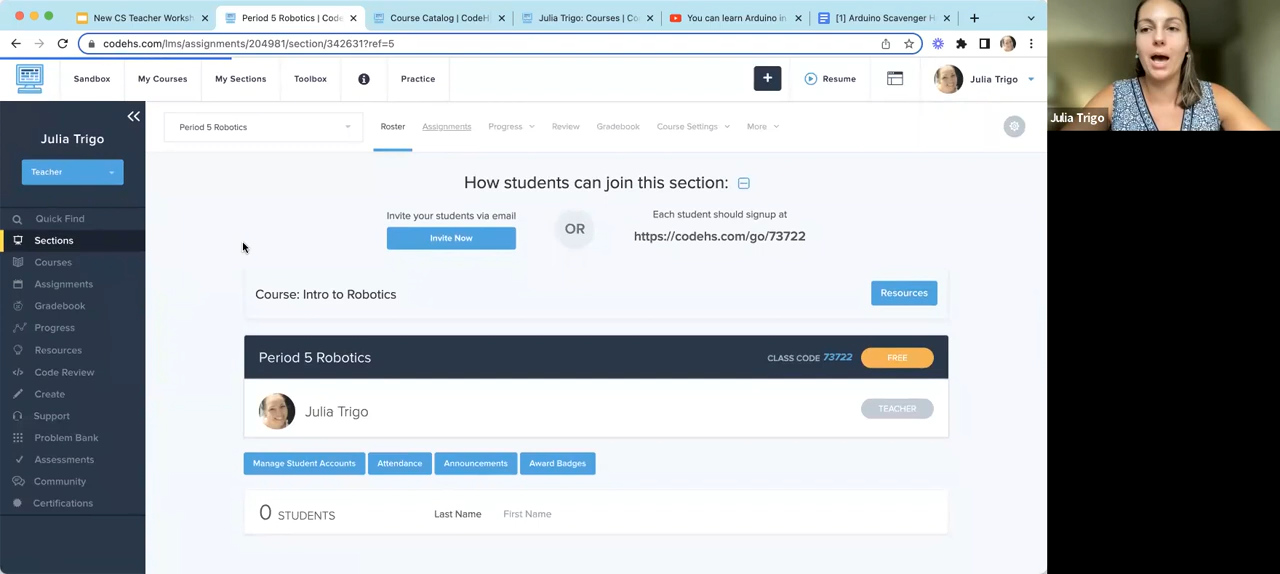 New CS Teacher Worksh
Period 5 Robotics | Code
Course Catalog | CodeH
Julia Trigo: Courses | Co
You can learn Arduino in
[1] Arduino Scavenger H
codehs.com/lms/assignments/204981/section/342631?ref=5
Sandbox
My Courses
My Sections
Toolbox
Practice
+
Resume
Julia Trigo
Julia Trigo
Julia Trigo
Teacher
Quick Find
Sections
Courses
Assignments
Gradebook
Progress
Resources
Code Review
Create
Support
Problem Bank
Assessments
Community
Certifications
Period 5 Robotics
Roster
Assignments
Progress
Review
Gradebook
Course Settings
More
How students can join this section:
Invite your students via email
Invite Now
OR
Each student should signup at
https://codehs.com/go/73722
Course: Intro to Robotics
Resources
Period 5 Robotics
CLASS CODE 73722
FREE
Julia Trigo
TEACHER
Manage Student Accounts
Attendance
Announcements
Award Badges
0 STUDENTS
Last Name
First Name